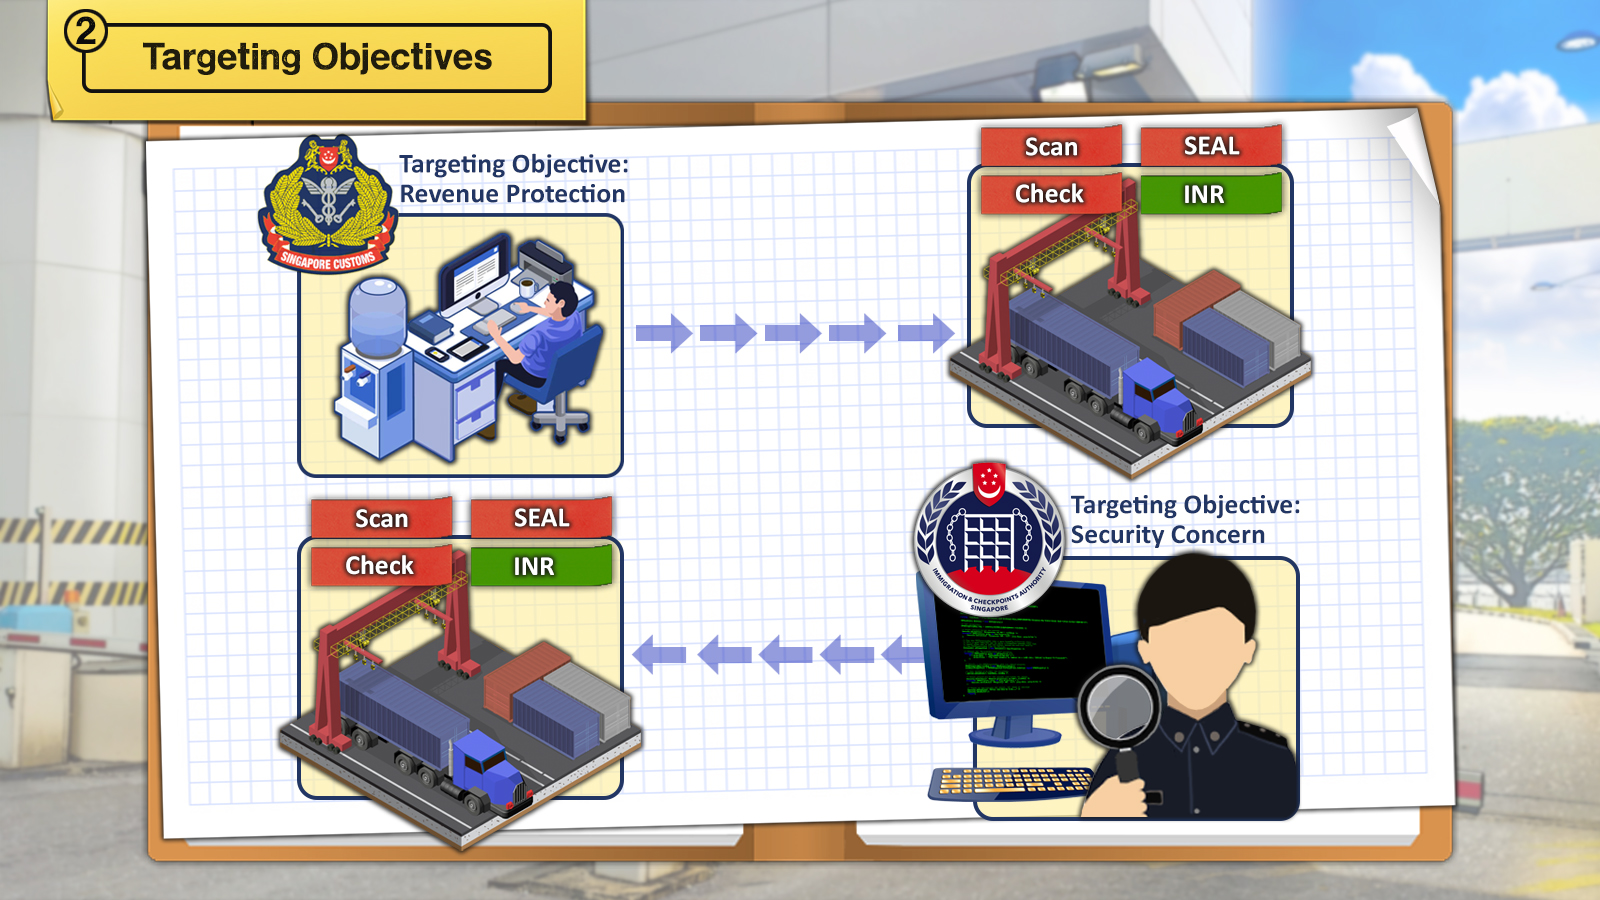 2
Targeting Objectives
SINGAPORE CUSTOMS
Targeting Objective:
Revenue Protection
Scan
SEAL
Check
INR
Scan
SEAL
Check
INR
IMMIGRATION & CHECKPOINTS AUTHORITY
SINGAPORE
Targeting Objective:
Security Concern